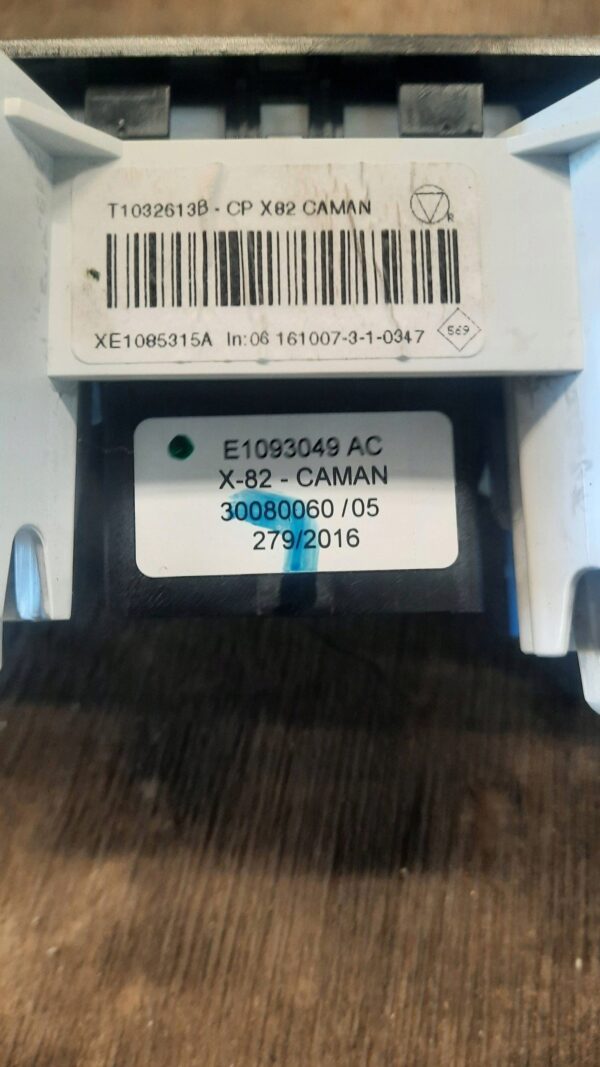 T1032613B - CP X82 CAMAN
R
XE1085315A In:06 161007-3-1-0347
569
E1093049 AC
X-82 - CAMAN
30080060 /05
279/2016